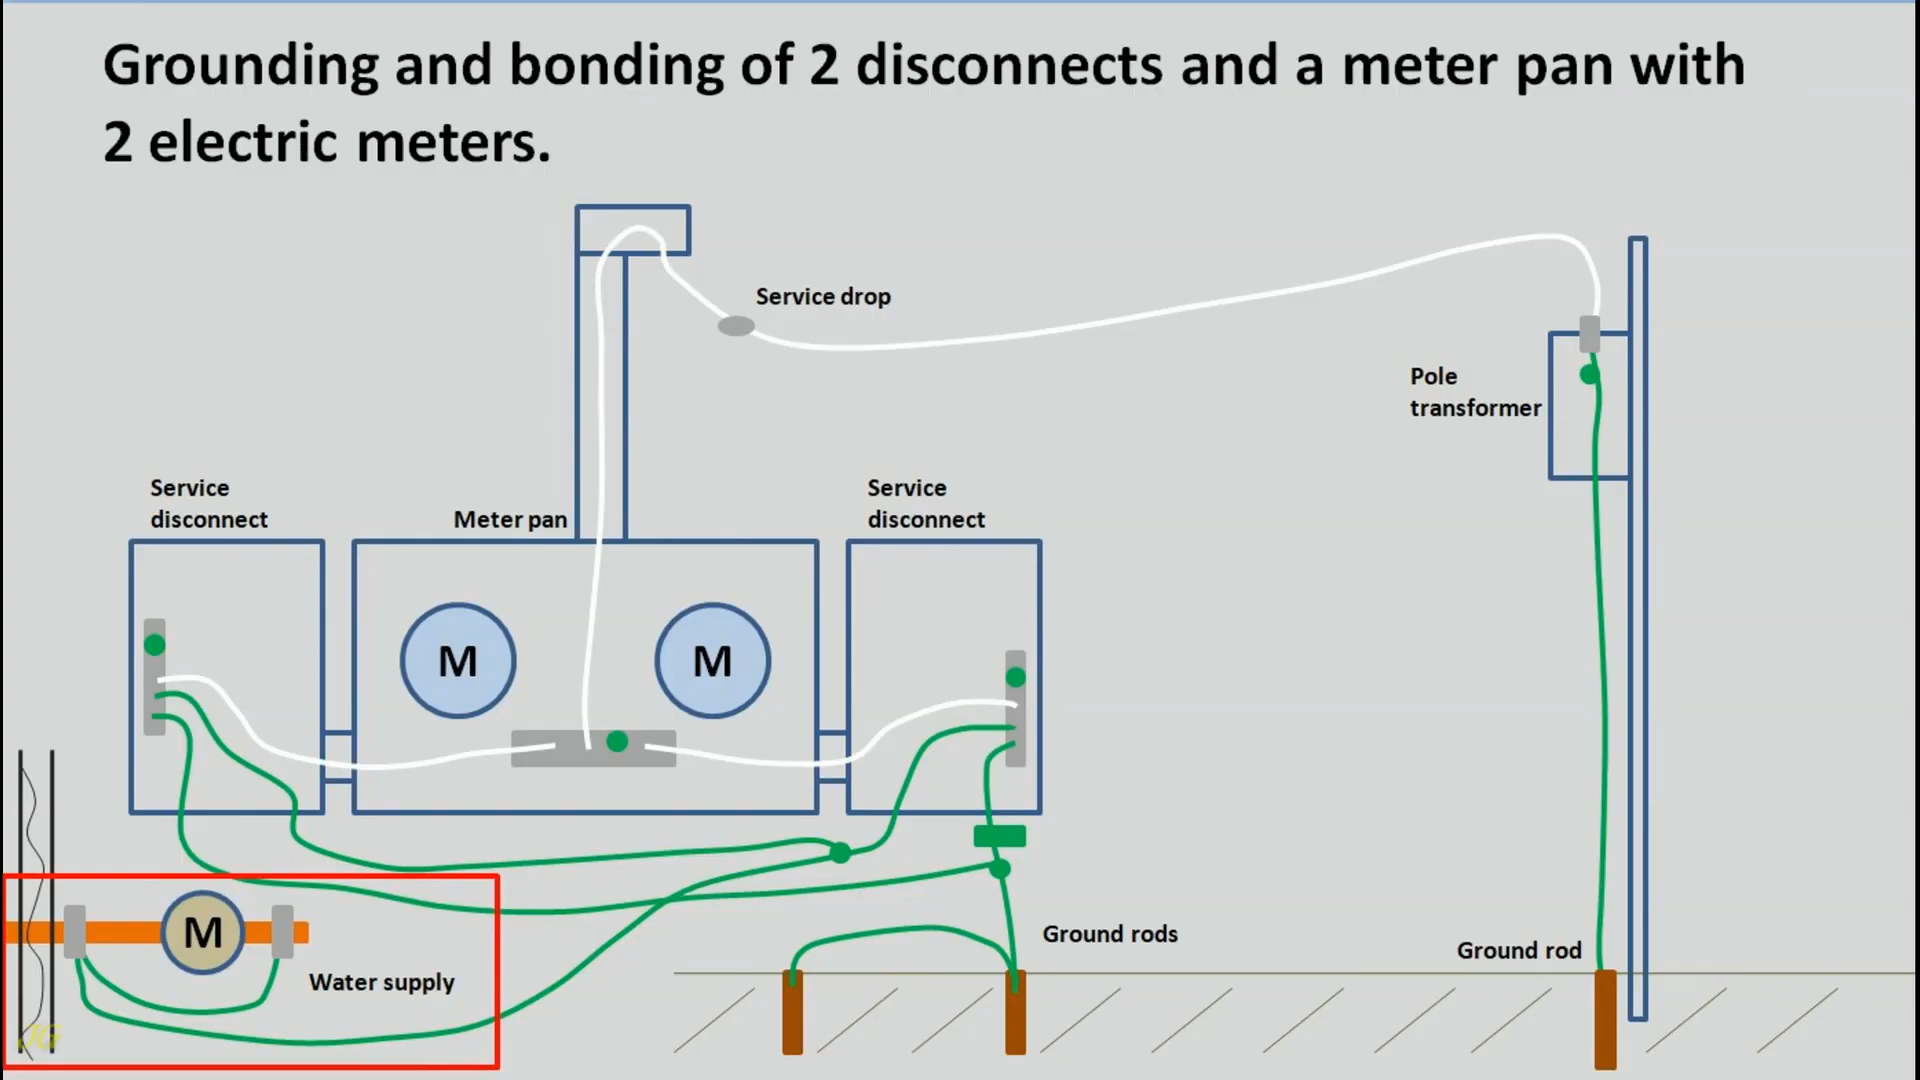 Grounding and bonding of 2 disconnects and a meter pan with
2 electric meters.
Service drop
Pole
transformer
Service
disconnect
Meter pan
Service
disconnect
M
M
M
Water supply
Ground rods
Ground rod
JG